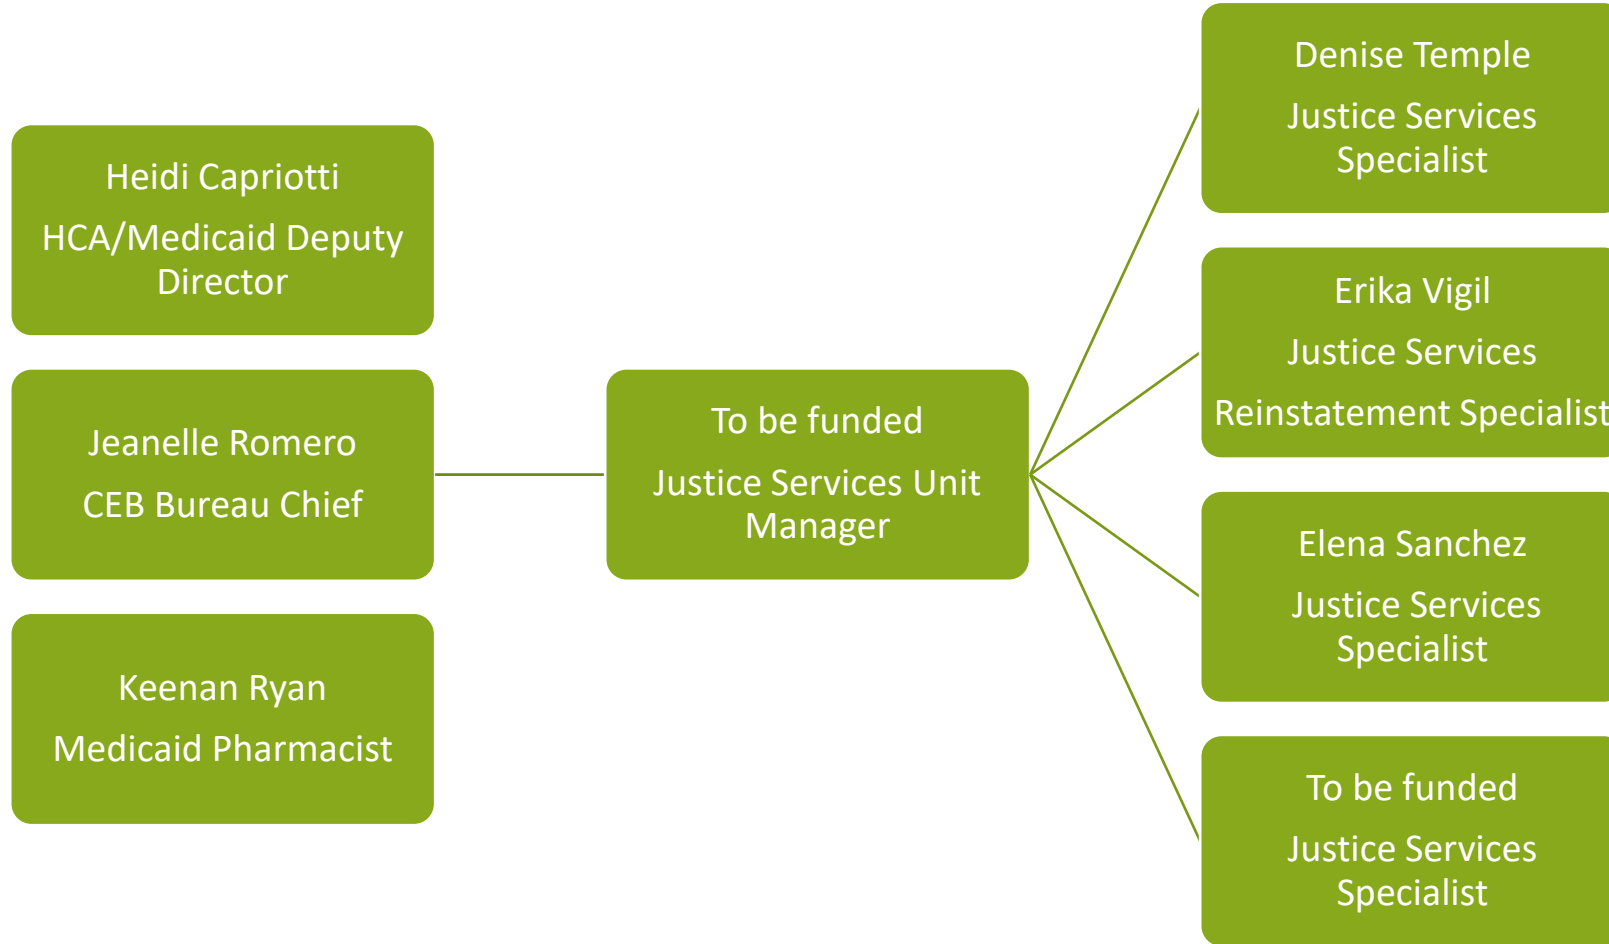 Heidi Capriotti
HCA/Medicaid Deputy
Director
Jeanelle Romero
CEB Bureau Chief
Keenan Ryan
Medicaid Pharmacist
To be funded
Justice Services Unit
Manager
Denise Temple
Justice Services
Specialist
Erika Vigil
Justice Services
Reinstatement Specialist
Elena Sanchez
Justice Services
Specialist
To be funded
Justice Services
Specialist